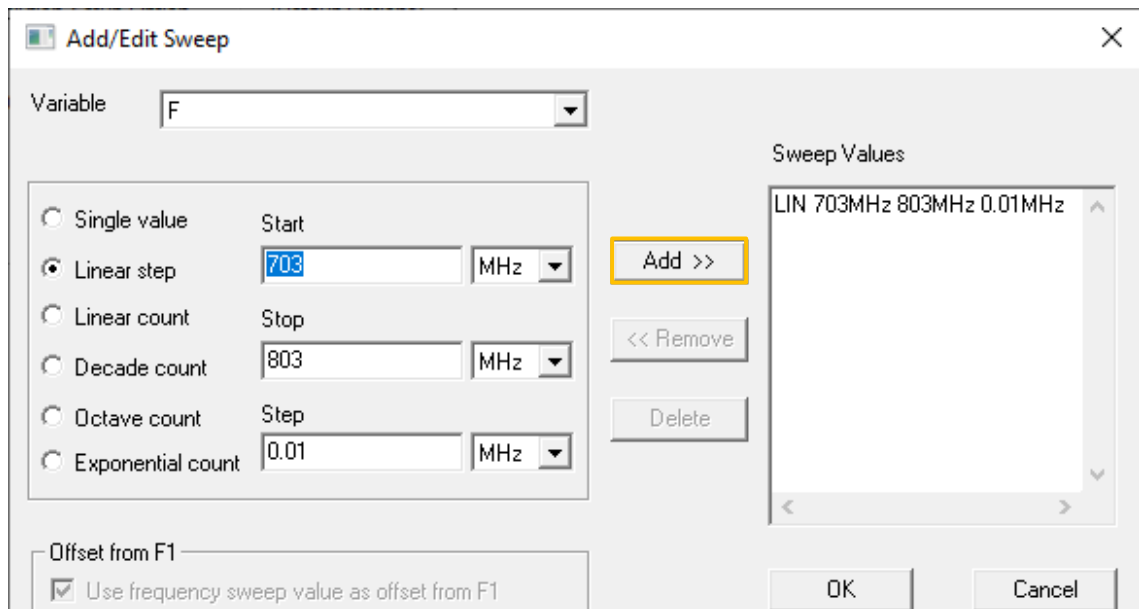 Add/Edit Sweep
Variable
F
Sweep Values
LIN 703MHz 803MHz 0.01MHz
Single value
Start
Linear step
703
MHz
Add >>
Linear count
Stop
<< Remove
Decade count
803
MHz
Octave count
Step
Delete
Exponential count
0.01
MHz
Offset from F1
Use frequency sweep value as offset from F1
OK
Cancel